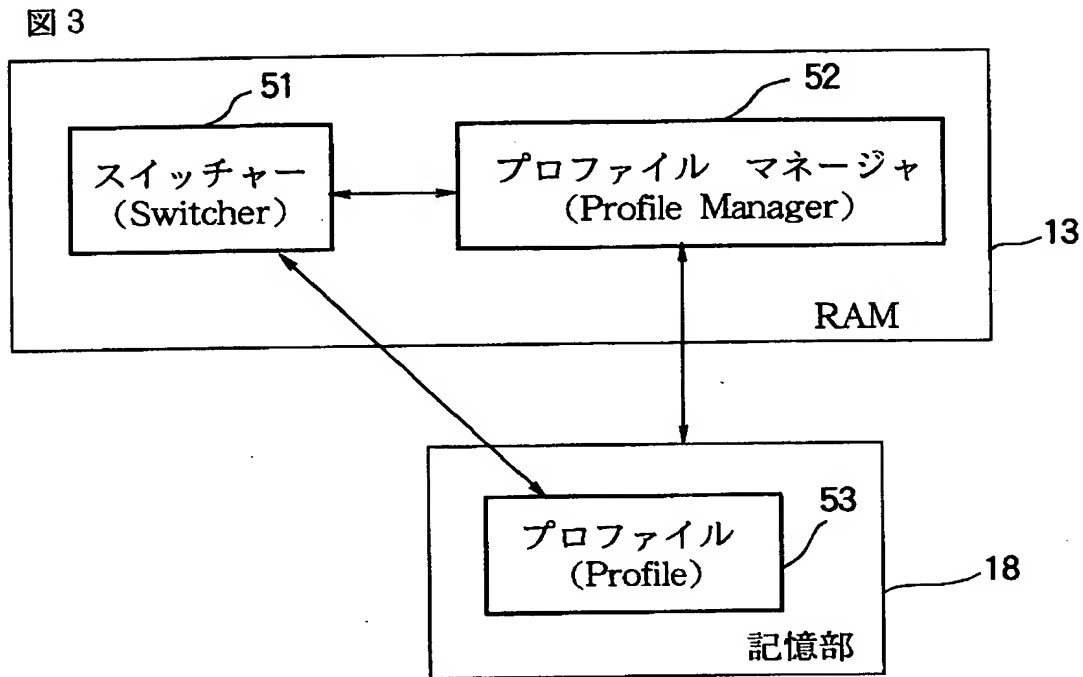 図3
51
52
スイッチャー
(Switcher)
プロファイル マネージャ
(Profile Manager)
13
RAM
53
プロファイル
(Profile)
18
記憶部